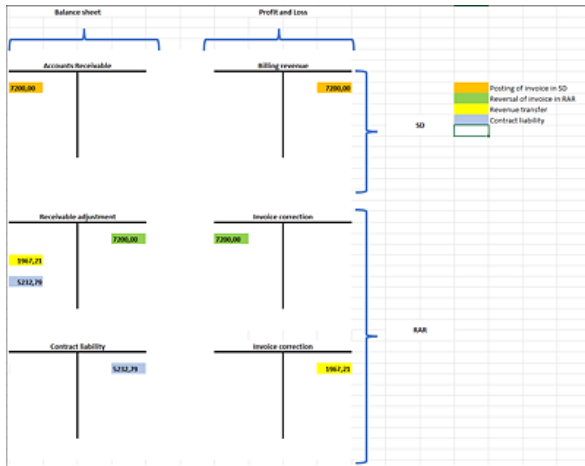 Balance sheet
Profit and Loss
Accounts Receivable
Billing revenue
7200,00
7200,00
Posting of invoice in SD
Reversal of invoice in RAR
Revenue transfer
Contract liability
SD
Receivable adjustment
Invoice correction
7200,00
7200,00
1967,21
5232,79
RAR
Contract liability
Invoice correction
5232,79
1967,21